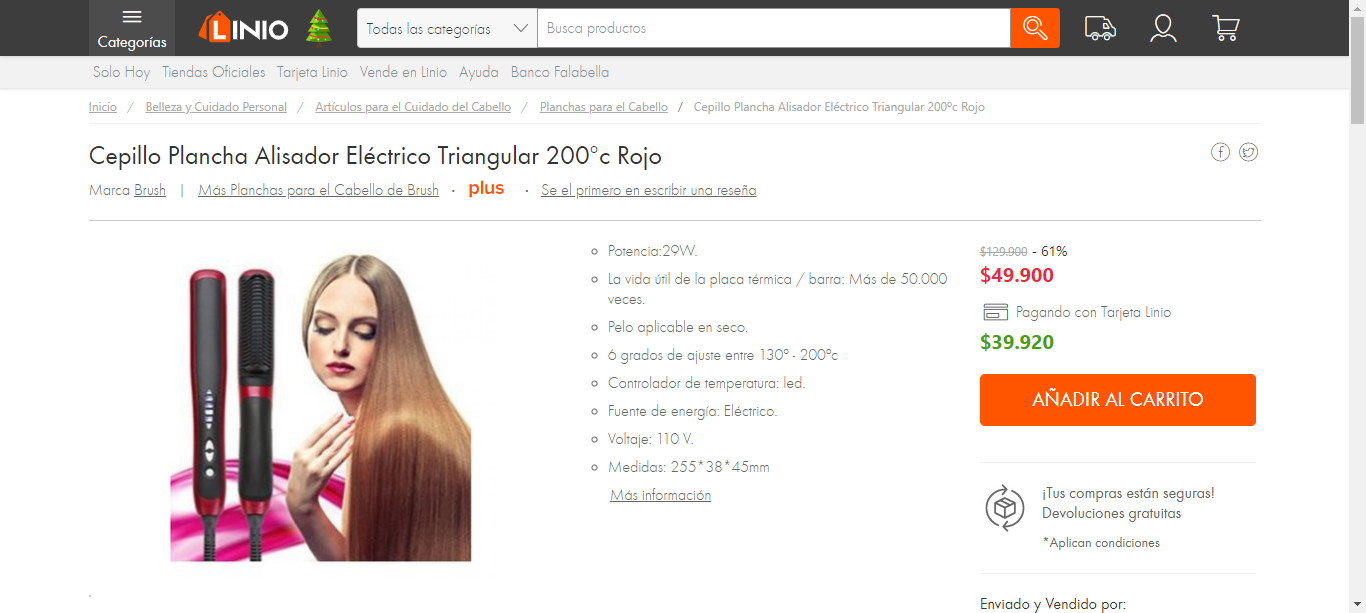 Categorías
LINIO
Todas las categorías
Busca productos
Solo Hoy Tiendas Oficiales Tarjeta Linio Vende en Linio Ayuda Banco Falabella
Inicio / Belleza y Cuidado Personal / Artículos para el Cuidado del Cabello / Planchas para el Cabello / Cepillo Plancha Alisador Eléctrico Triangular 200ºc Rojo
Cepillo Plancha Alisador Eléctrico Triangular 200ºc Rojo
Marca Brush | Más Planchas para el Cabello de Brush · plus · Se el primero en escribir una reseña
Potencia:29W.
La vida útil de la placa térmica / barra: Más de 50.000
veces.
Pelo aplicable en seco.
6 grados de ajuste entre 130º - 200ºc
Controlador de temperatura: led.
Fuente de energía: Eléctrico.
Voltaje: 110 V.
Medidas: 255*38*45mm
Más información
$129.900 - 61%
$49.900
Pagando con Tarjeta Linio
$39.920
AÑADIR AL CARRITO
¡Tus compras están seguras!
Devoluciones gratuitas
*Aplican condiciones
Enviado y Vendido por: